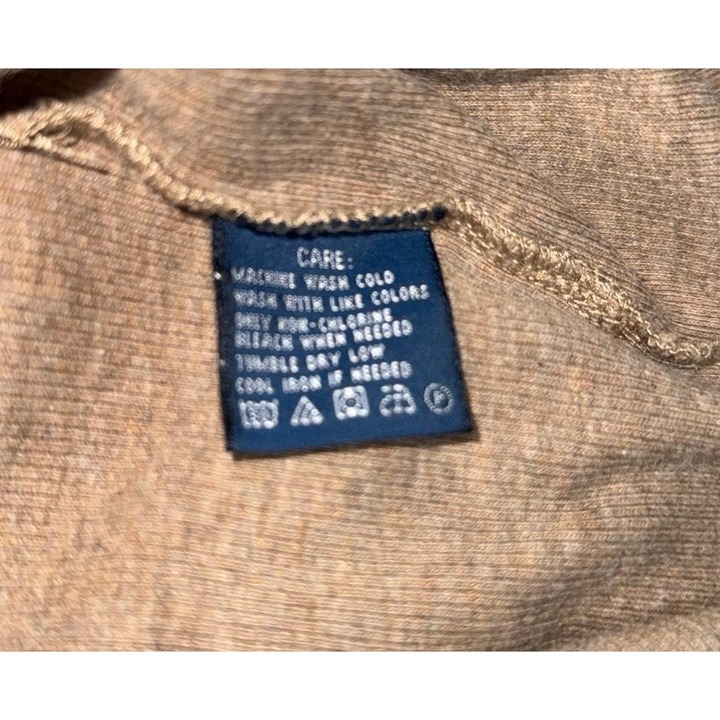 CARE:
MACHINE WASH COLD
WASH WITH LIKE COLORS
ONLY NON-CHLORINE
BLEACH WHEN NEEDED
TUMBLE DRY LOW
COOL IRON IF NEEDED
P